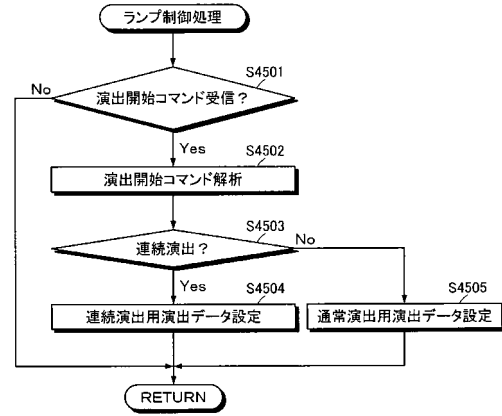 ランプ制御処理
S4501
No
演出開始コマンド受信？
Yes
S4502
演出開始コマンド解析
S4503
連続演出？
No
Yes
S4504
連続演出用演出データ設定
S4505
通常演出用演出データ設定
RETURN